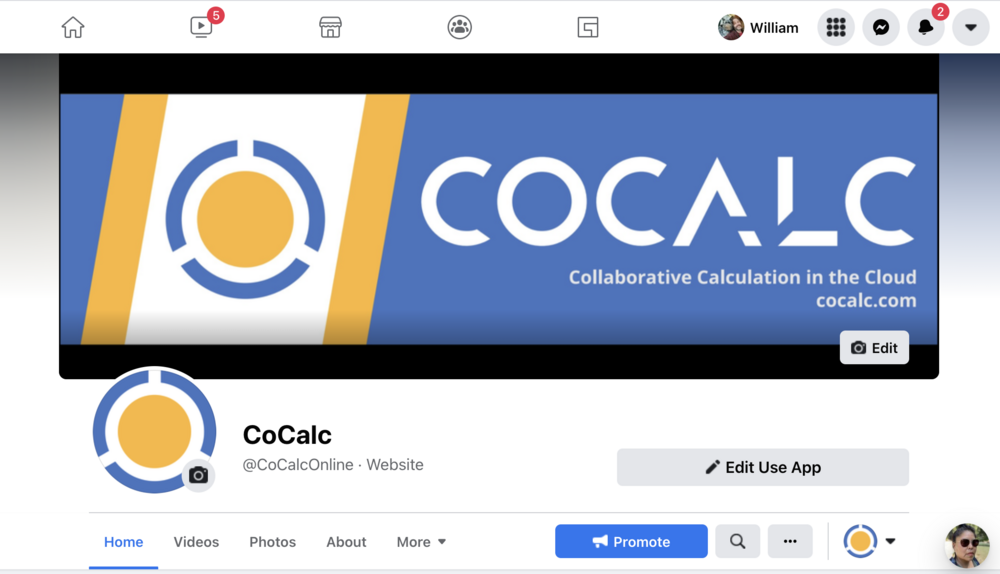 5
William
2
COCALC
Collaborative Calculation in the Cloud
cocalc.com
Edit
CoCalc
@CoCalcOnline · Website
Edit Use App
Home Videos Photos About More
Promote